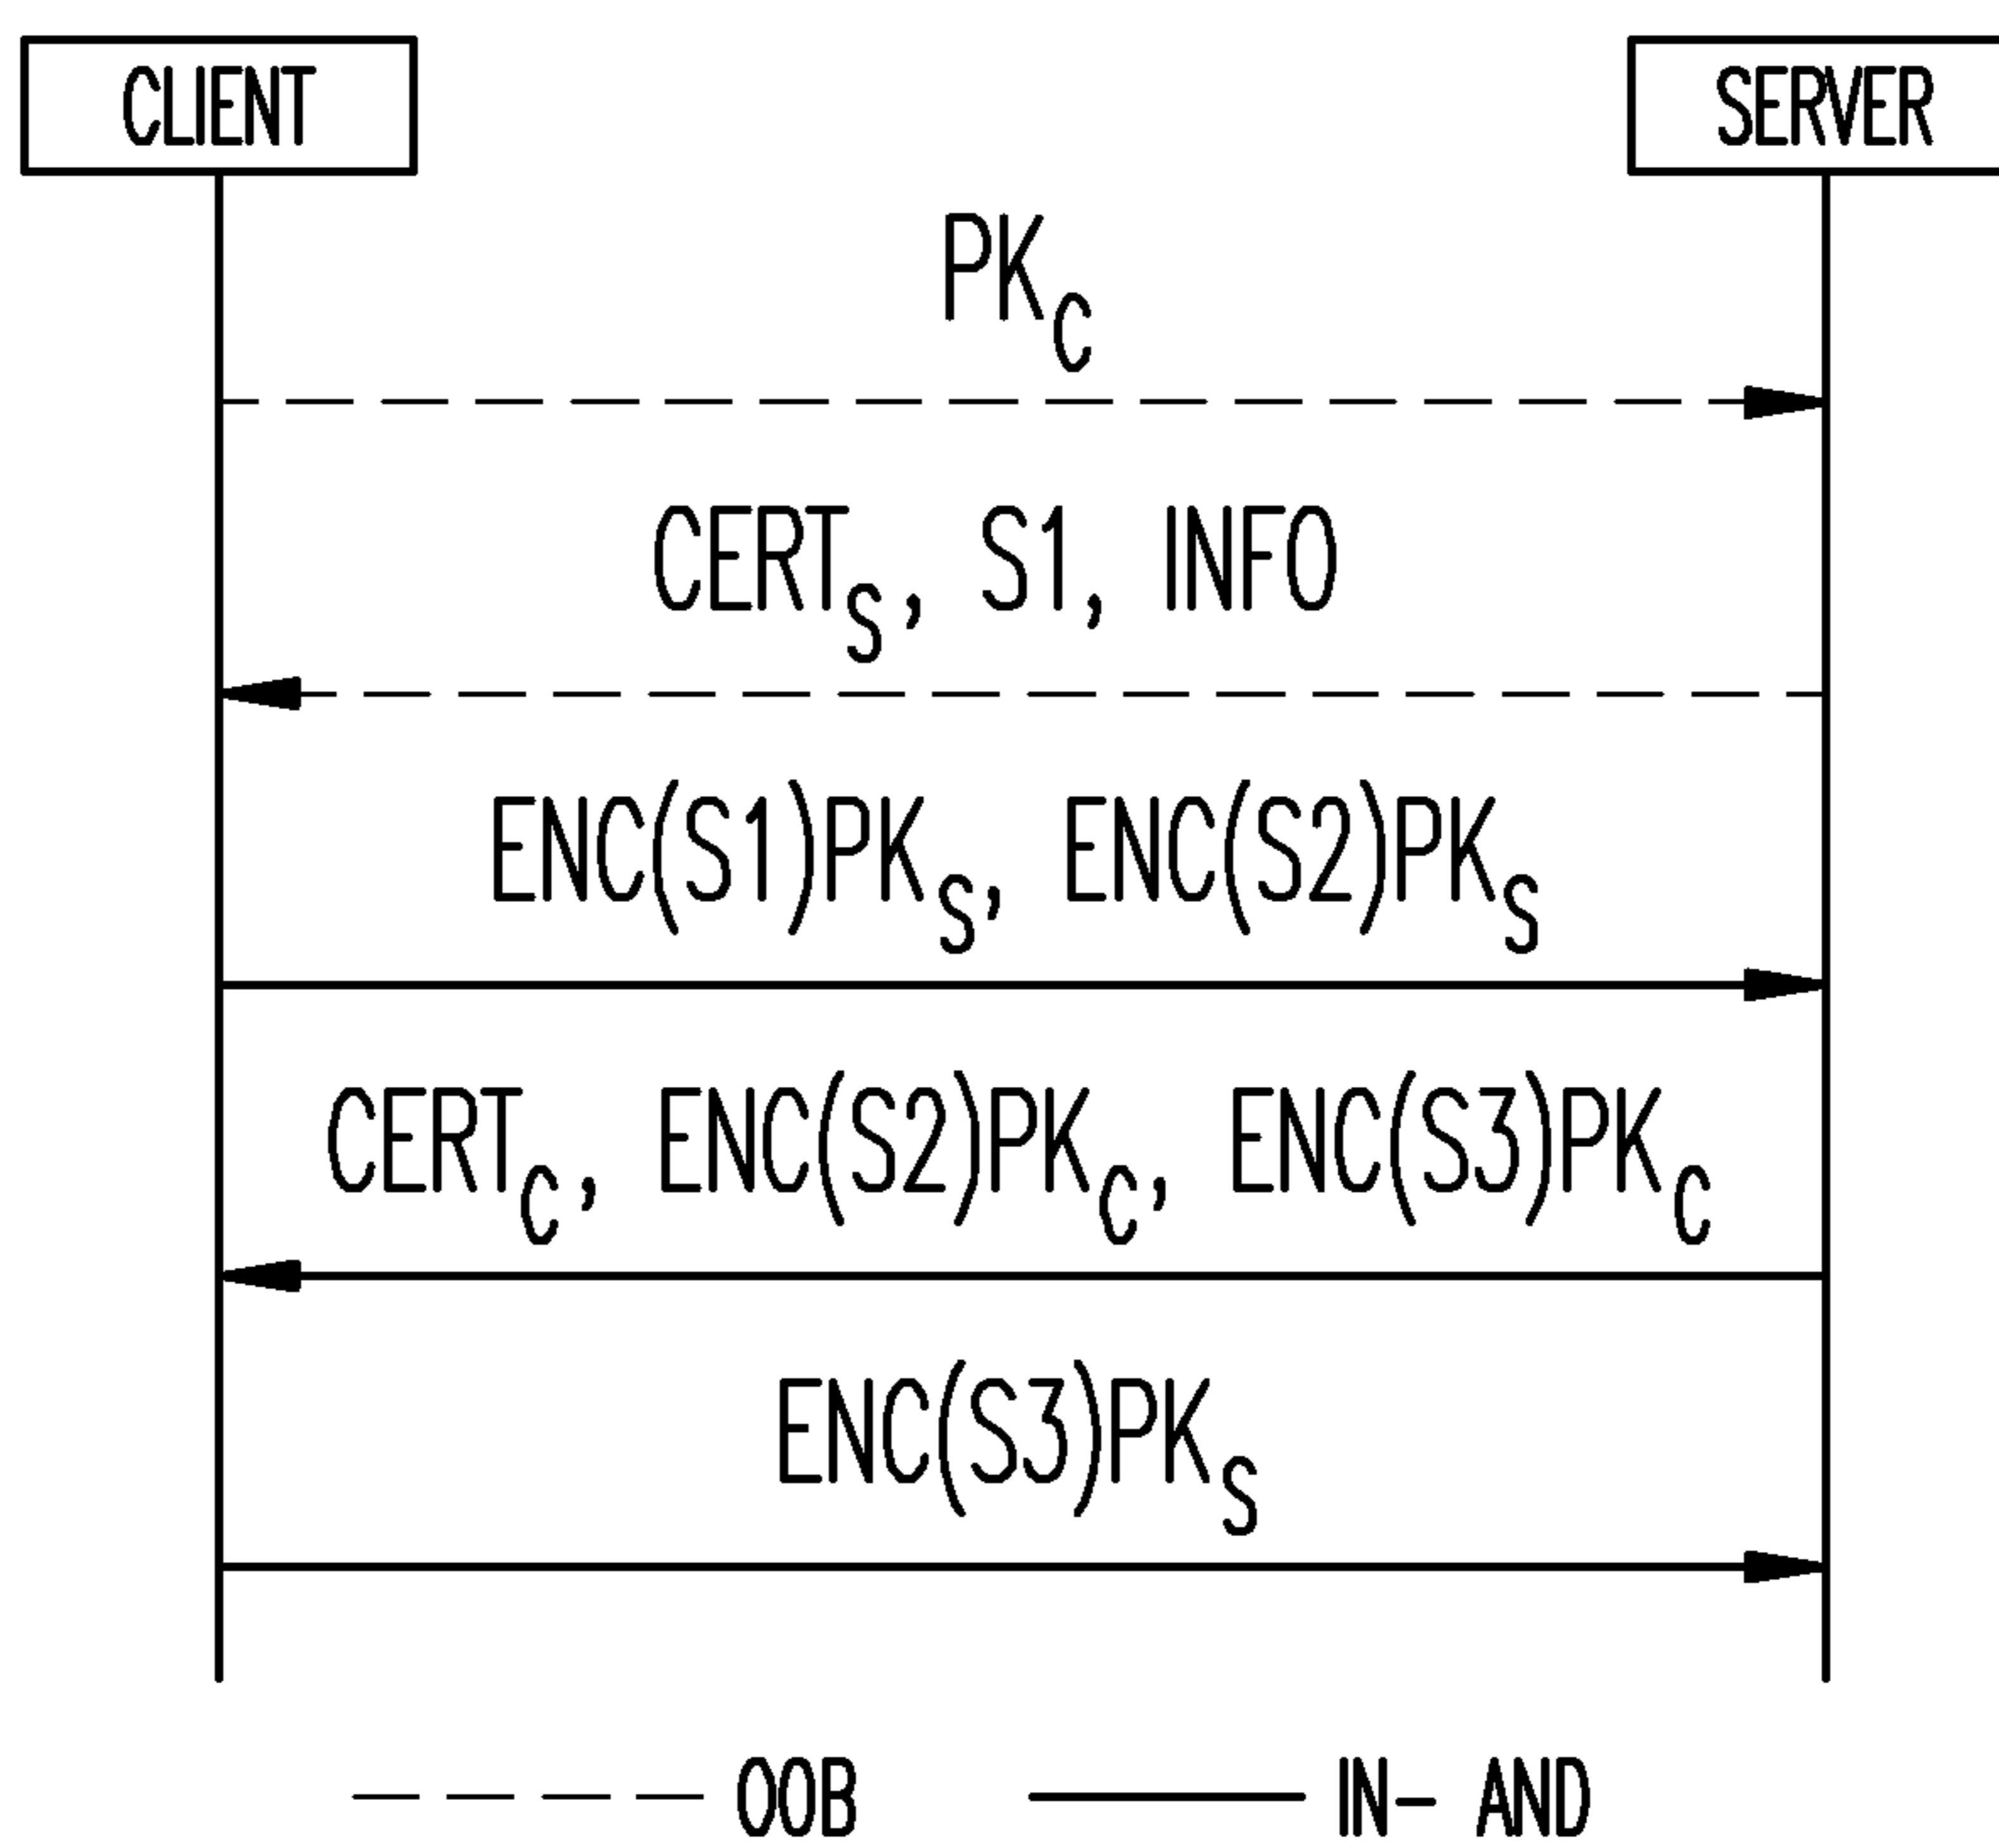 CLIENT SERVER
PKC
CERTS, S1, INFO
ENC(S1)PKS, ENC(S2)PKS
CERTC, ENC(S2)PKC, ENC(S3)PKC
ENC(S3)PKS
OOB IN- AND